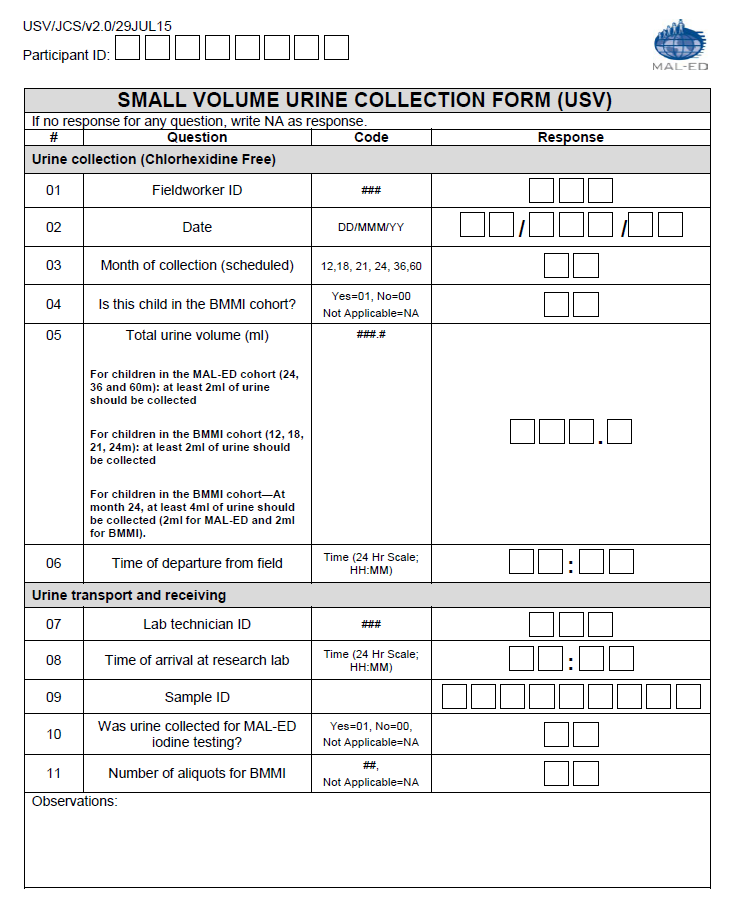 USV/JCS/v2.0/29JUL15
Participant ID:
MAL-ED
SMALL VOLUME URINE COLLECTION FORM (USV)
If no response for any question, write NA as response.
# Question Code Response
Urine collection (Chlorhexidine Free)
01 Fieldworker ID ###
02 Date DD/MMM/YY / /
03 Month of collection (scheduled) 12,18, 21, 24, 36,60
04 Is this child in the BMMI cohort? Yes=01, No=00
Not Applicable=NA
05 Total urine volume (ml) ###.#
For children in the MAL-ED cohort (24,
36 and 60m): at least 2ml of urine
should be collected
For children in the BMMI cohort (12, 18,
21, 24m): at least 2ml of urine should
be collected
.
For children in the BMMI cohort—At
month 24, at least 4ml of urine should
be collected (2ml for MAL-ED and 2ml
for BMMI).
06 Time of departure from field Time (24 Hr Scale;
HH:MM) :
Urine transport and receiving
07 Lab technician ID ###
08 Time of arrival at research lab Time (24 Hr Scale;
HH:MM) :
09 Sample ID
10 Was urine collected for MAL-ED
iodine testing? Yes=01, No=00,
Not Applicable=NA
11 Number of aliquots for BMMI ##,
Not Applicable=NA
Observations: